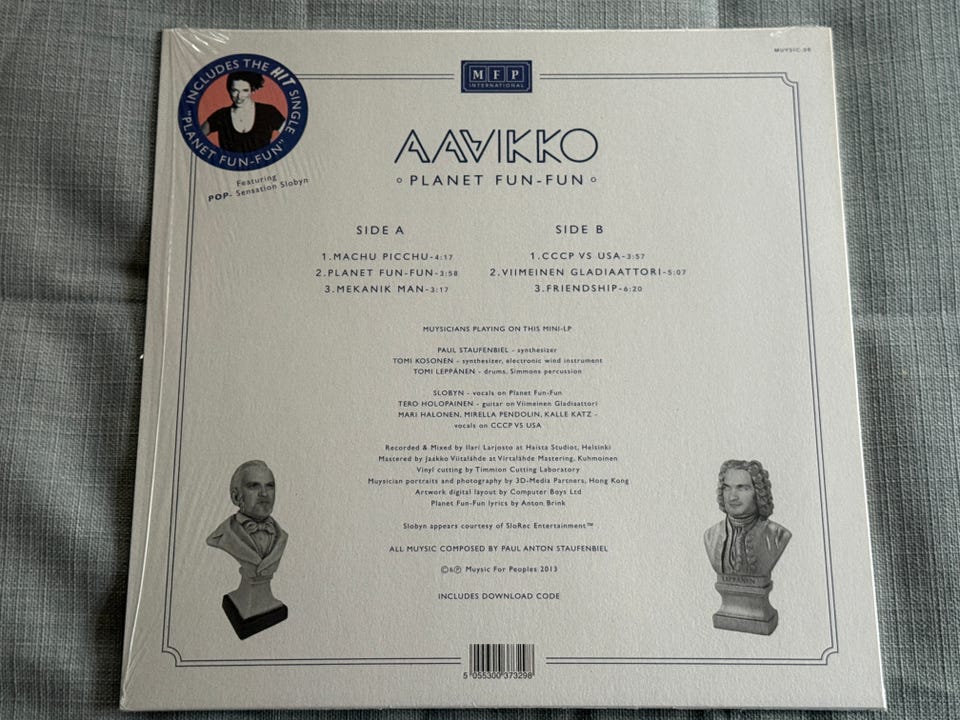 MUYSIC-08
INCLUDES THE HIT SINGLE
"PLANET FUN-FUN"
Featuring
POP- Sensation Slobyn
MFP
INTERNATIONAL
AAVIKKO
PLANET FUN-FUN
SIDE A
1.MACHU PICCHU-4:17
2.PLANET FUN-FUN-3:58
3.MEKANIK MAN-3:17
SIDE B
1.CCCP VS USA-3:57
2.VIIMEINEN GLADIAATTORI-5:07
3.FRIENDSHIP-6:20
MUYSICIANS PLAYING ON THIS MINI-LP
PAUL STAUFENBIEL - synthesizer
TOMI KOSONEN - synthesizer, electronic wind instrument
TOMI LEPPÄNEN - drums, Simmons percussion
SLOBYN - vocals on Planet Fun-Fun
TERO HOLOPAINEN - guitar on Viimeinen Gladiaattori
MARI HALONEN, MIRELLA PENDOLIN, KALLE KATZ -
vocals on CCCP VS USA
Recorded & Mixed by Ilari Larjosto at Haista Studiot, Helsinki
Mastered by Jaakko Viitalähde at Virtalähde Mastering, Kuhmoinen
Vinyl cutting by Timmion Cutting Laboratory
Muysician portraits and photography by 3D-Media Partners, Hong Kong
Artwork digital layout by Computer Boys Ltd
Planet Fun-Fun lyrics by Anton Brink
Slobyn appears courtesy of SloRec Entertainment™
ALL MUYSIC COMPOSED BY PAUL ANTON STAUFENBIEL
©&℗ Muysic For Peoples 2013
LEPPÄNEN
INCLUDES DOWNLOAD CODE
5 055300 373298